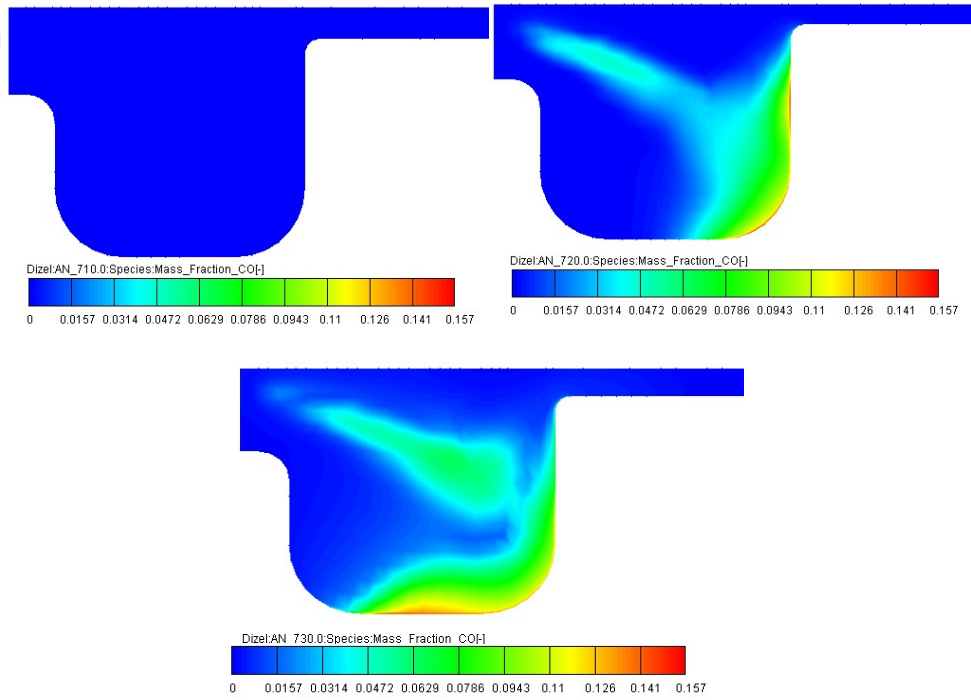 Dizel:AN_710.0:Species:Mass_Fraction_CO[-]
0 0.0157 0.0314 0.0472 0.0629 0.0786 0.0943 0.11 0.126 0.141 0.157
Dizel:AN_720.0:Species:Mass_Fraction_CO[-]
0 0.0157 0.0314 0.0472 0.0629 0.0786 0.0943 0.11 0.126 0.141 0.157
Dizel:AN_730.0:Species:Mass_Fraction_CO[-]
0 0.0157 0.0314 0.0472 0.0629 0.0786 0.0943 0.11 0.126 0.141 0.157